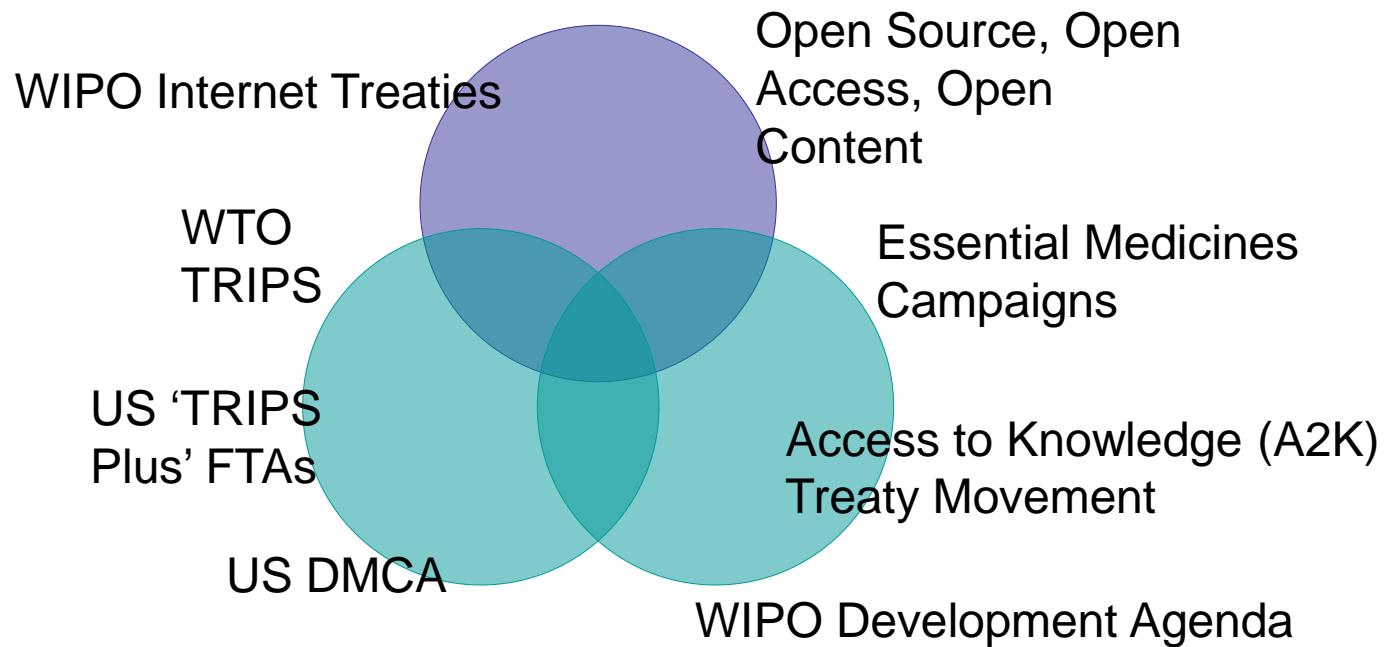 WIPO Internet Treaties
WTO
TRIPS
US ‘TRIPS
Plus’ FTAs
US DMCA
Open Source, Open
Access, Open
Content
Essential Medicines
Campaigns
Access to Knowledge (A2K)
Treaty Movement
WIPO Development Agenda